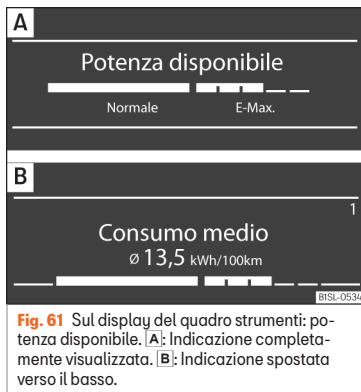 A
Potenza disponibile
Normale E-Max.
B
1
Consumo medio
Ø 13,5 kWh/100km
B1SL-0534
Fig. 61 Sul display del quadro strumenti: po-
tenza disponibile. A: Indicazione completa-
mente visualizzata. B: Indicazione spostata
verso il basso.